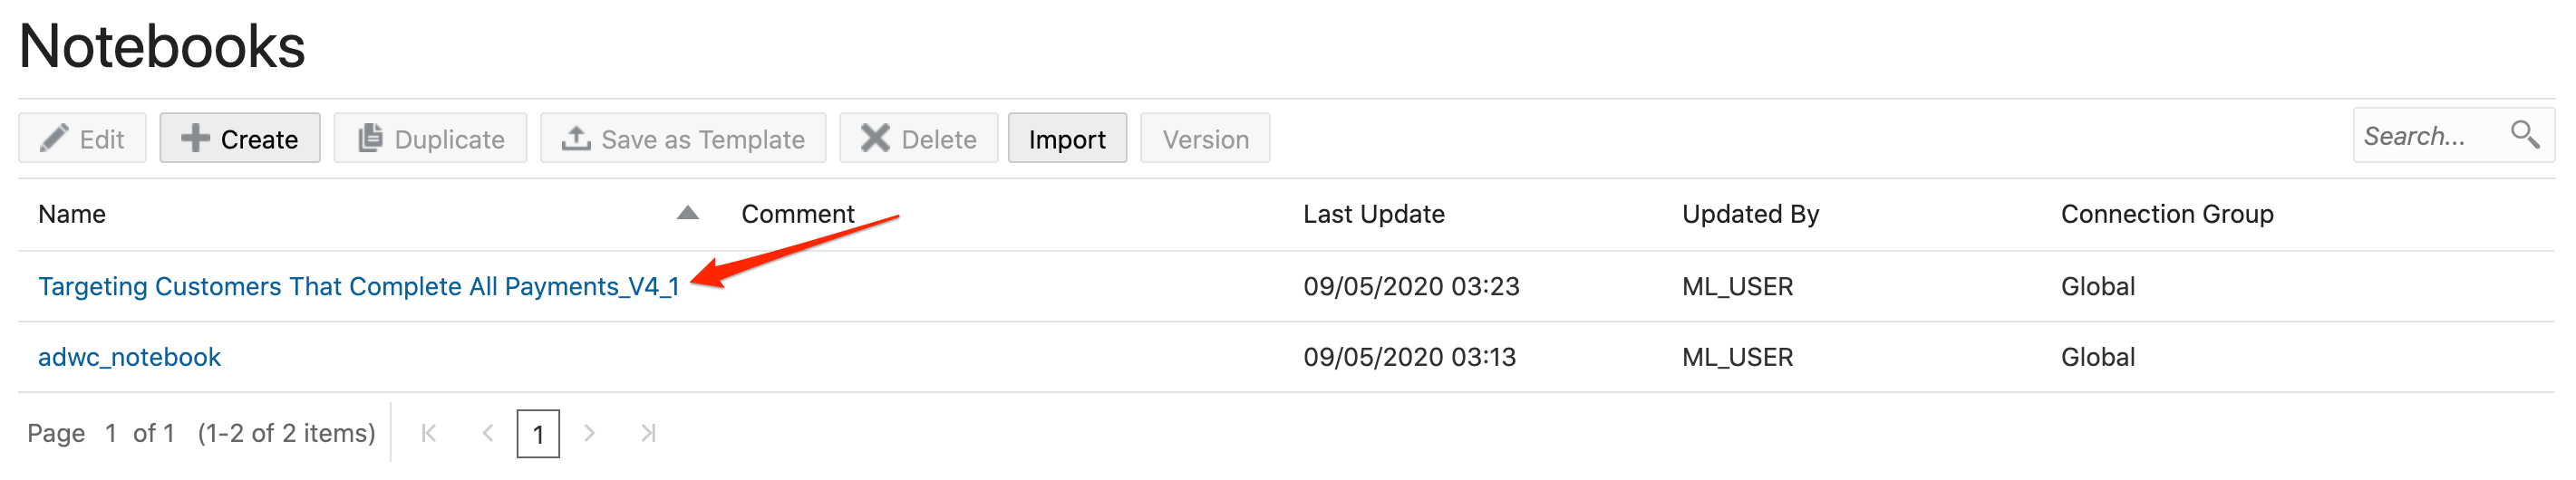 Notebooks
Edit Create Duplicate Save as Template Delete Import Version Search...
Name Comment Last Update Updated By Connection Group
Targeting Customers That Complete All Payments_V4_1 09/05/2020 03:23 ML_USER Global
adwc_notebook 09/05/2020 03:13 ML_USER Global
Page 1 of 1 (1-2 of 2 items) 1